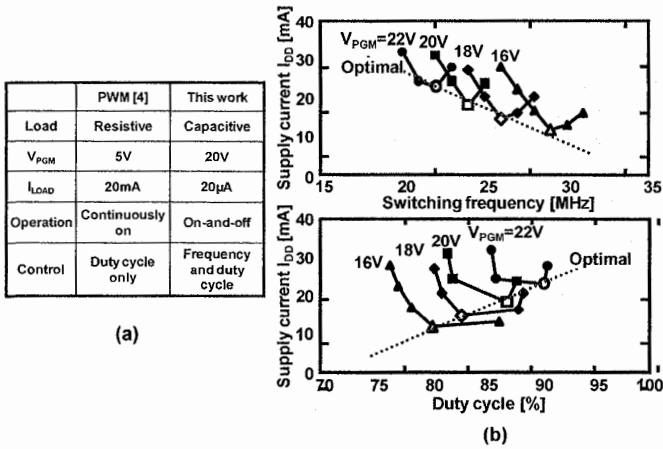 (a)
PWM [4] This work
Load Resistive Capacitive
VPGM 5V 20V
ILOAD 20mA 20µA
Operation Continuously on On-and-off
Control Duty cycle only Frequency and duty cycle
(b)
Supply current IDD [mA]
40
30
20
10
0
VPGM=22V
20V
18V
16V
Optimal
15 20 25 30 35
Switching frequency [MHz]
Supply current IDD [mA]
40
30
20
10
0
16V
18V
20V
VPGM=22V
Optimal
70 75 80 85 90 95 100
Duty cycle [%]